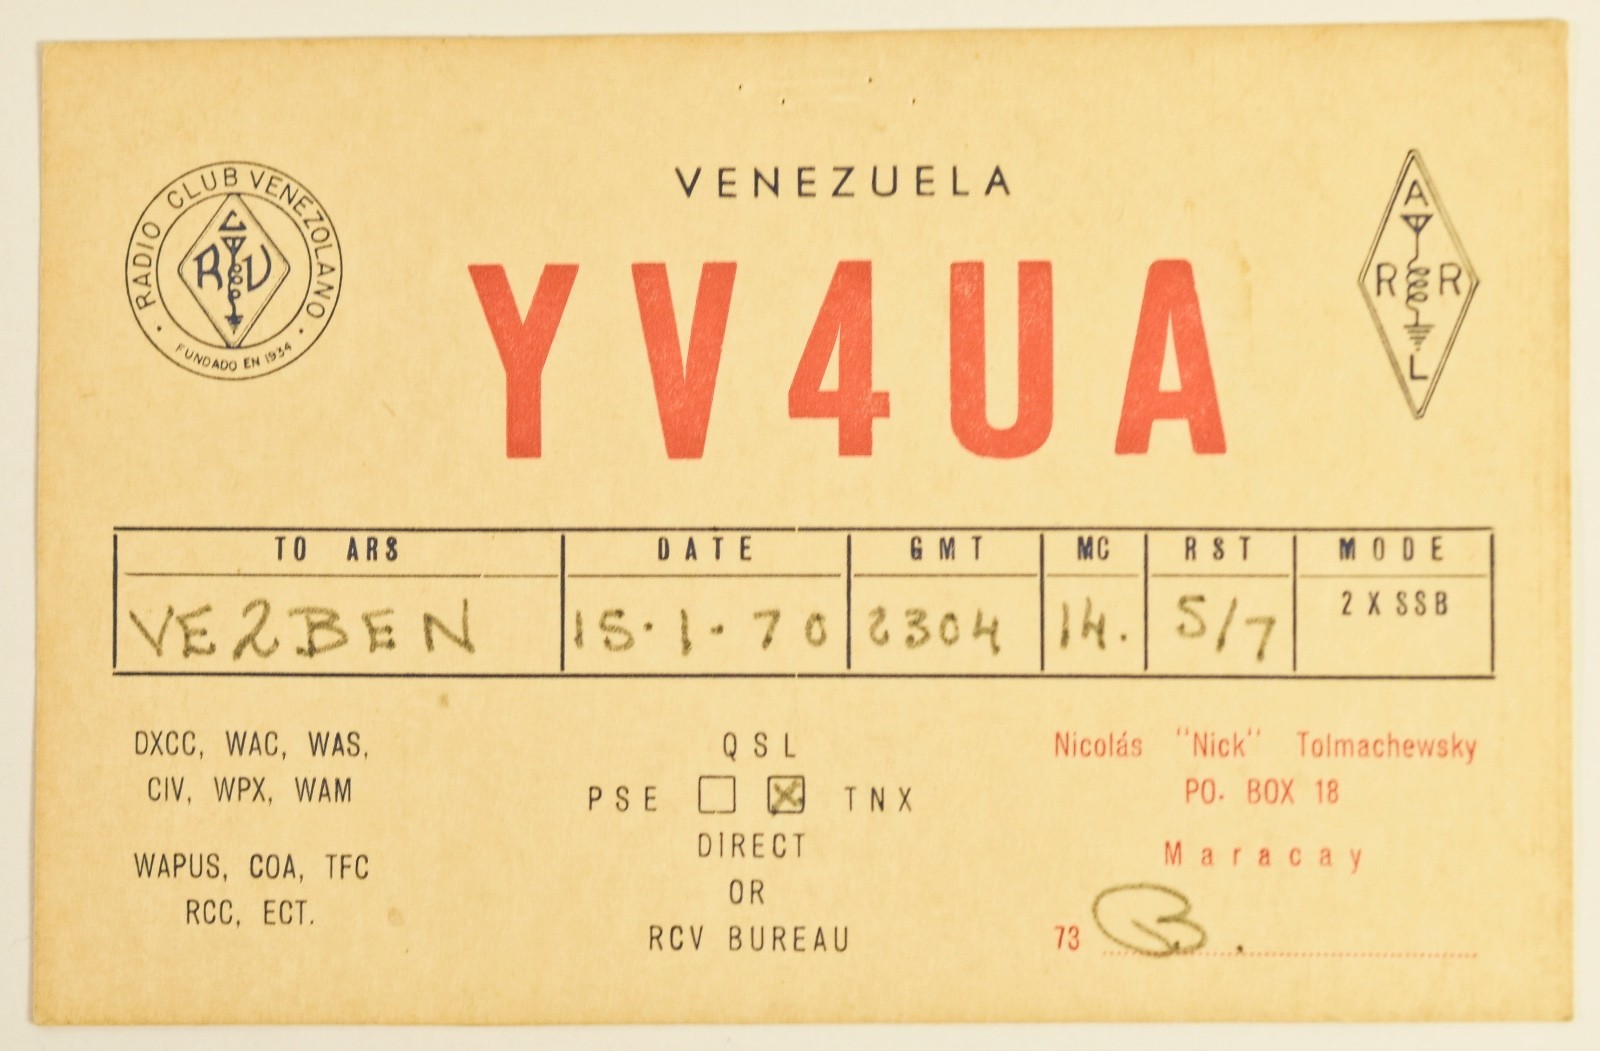 RADIO CLUB VENEZOLANO
R C V
FUNDADO EN 1934
VENEZUELA
YV4UA
A
R R
L
TO ARS DATE GMT MC RST MODE
VE2BEN 15·1·70 2304 14. 5/7 2 X SSB
DXCC, WAC, WAS,
CIV, WPX, WAM
WAPUS, COA, TFC
RCC, ECT.
QSL
PSE TNX
DIRECT
OR
RCV BUREAU
Nicolás "Nick" Tolmachewsky
PO. BOX 18
Maracay
73